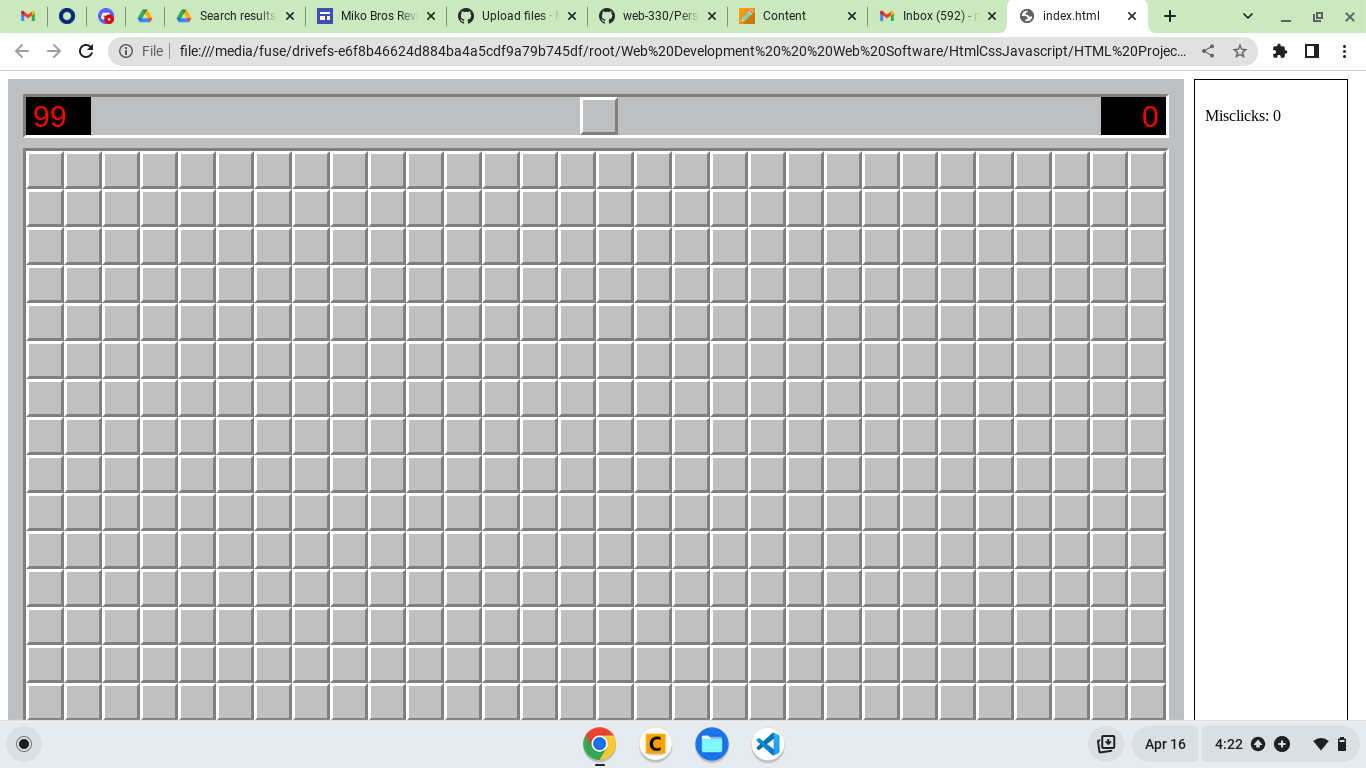 Search results
Miko Bros Rev
Upload files ·
web-330/Pers
Content
Inbox (592) -
index.html
File
file:///media/fuse/drivefs-e6f8b46624d884ba4a5cdf9a79b745df/root/Web%20Development%20%20%20Web%20Software/HtmlCssJavascript/HTML%20Projec...
99
0
Misclicks: 0
C
Apr 16
4:22